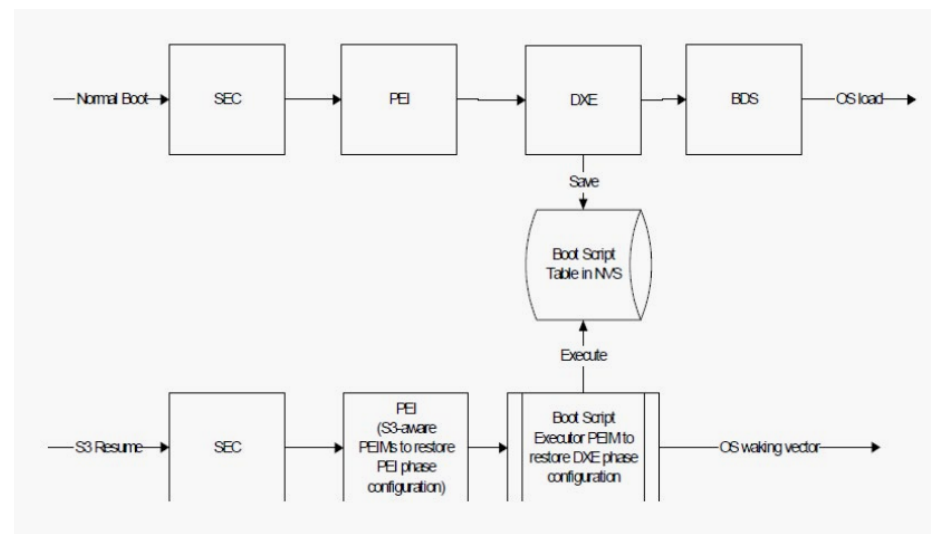 Normal Boot
SEC
PEI
DXE
BDS
OS load
Save
Boot Script
Table in NVS
Execute
S3 Resume
SEC
PEI
(S3-aware
PEIMs to restore
PEI phase
configuration)
Boot Script
Executor PEIM to
restore DXE phase
configuration
OS waking vector